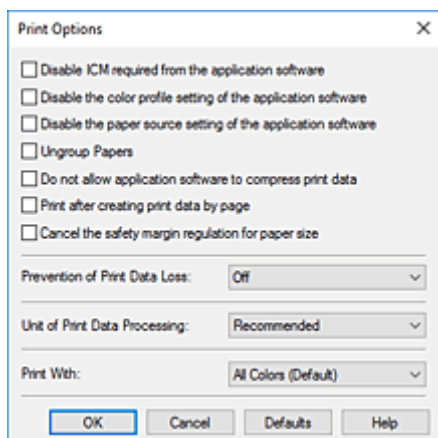 Print Options
Disable ICM required from the application software
Disable the color profile setting of the application software
Disable the paper source setting of the application software
Ungroup Papers
Do not allow application software to compress print data
Print after creating print data by page
Cancel the safety margin regulation for paper size
Prevention of Print Data Loss: Off
Unit of Print Data Processing: Recommended
Print With: All Colors (Default)
OK Cancel Defaults Help